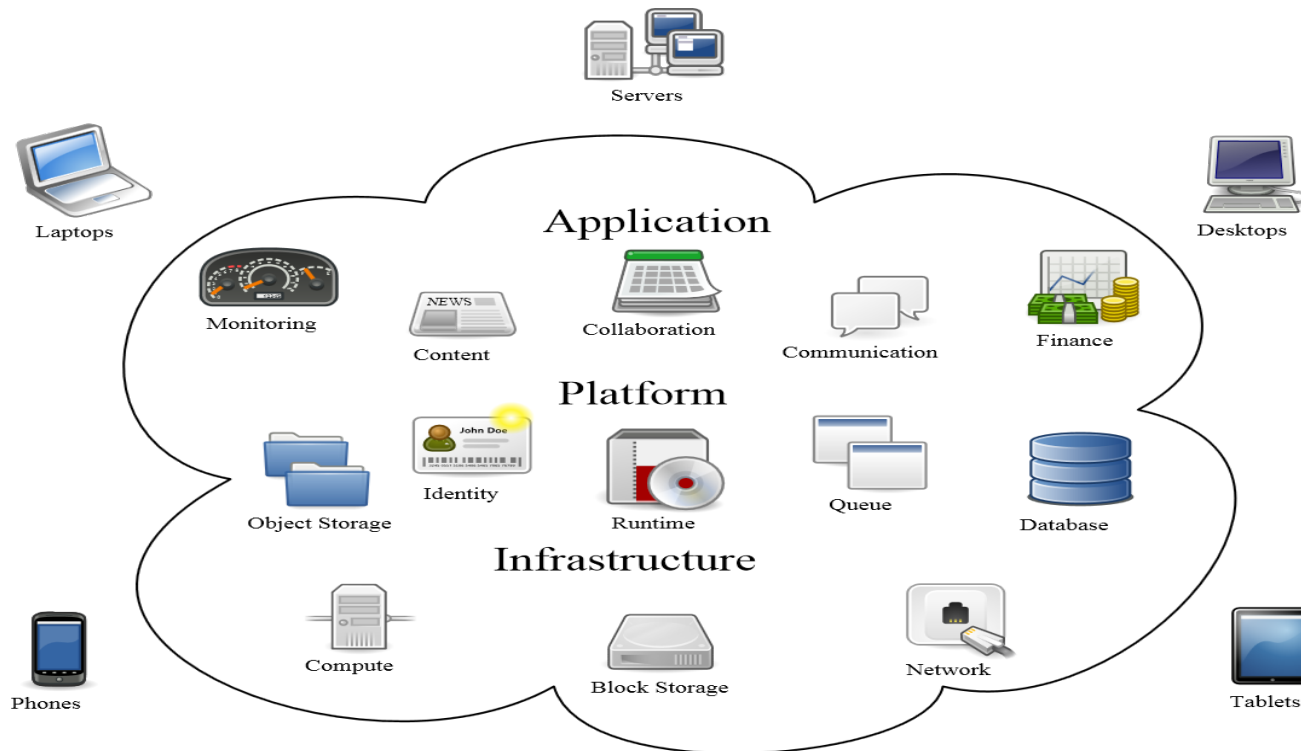 Servers
Laptops
Desktops
Application
Monitoring
NEWS
Content
Collaboration
Communication
Finance
Platform
John Doe
Object Storage
Identity
Runtime
Queue
Database
Infrastructure
Compute
Block Storage
Network
Phones
Tablets